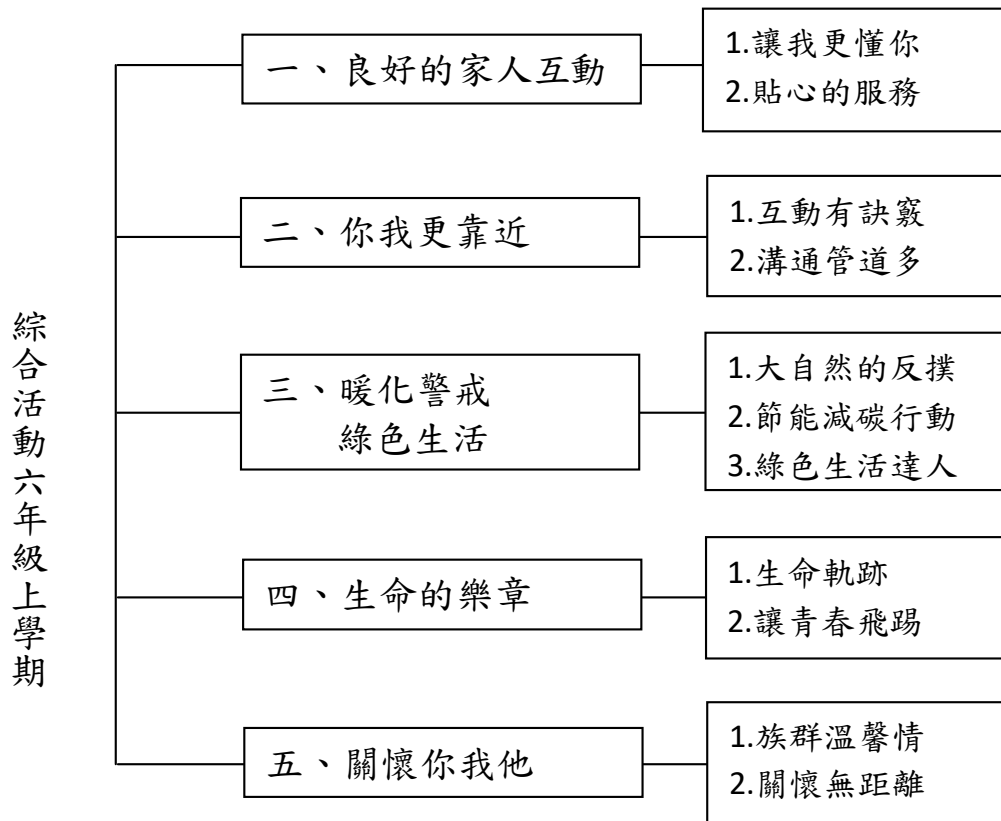 綜合活動六年級上學期
一、良好的家人互動
1.讓我更懂你
2.貼心的服務
二、你我更靠近
1.互動有訣竅
2.溝通管道多
三、暖化警戒
綠色生活
1.大自然的反撲
2.節能減碳行動
3.綠色生活達人
四、生命的樂章
1.生命軌跡
2.讓青春飛踢
五、關懷你我他
1.族群溫馨情
2.關懷無距離